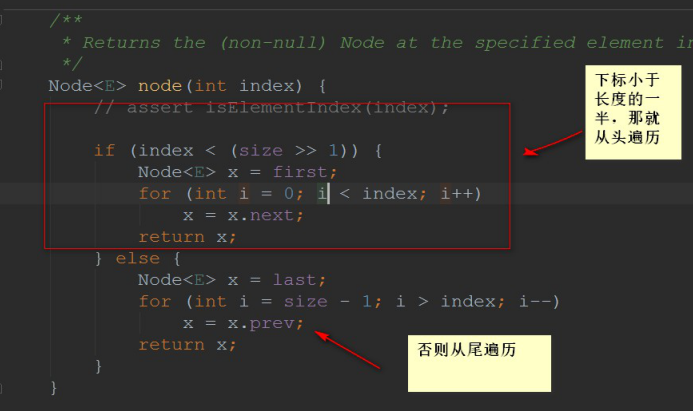 /**
 * Returns the (non-null) Node at the specified element in
 */
Node<E> node(int index) {
    // assert isElementIndex(index);
    if (index < (size >> 1)) {
        Node<E> x = first;
        for (int i = 0; i < index; i++)
            x = x.next;
        return x;
    } else {
        Node<E> x = last;
        for (int i = size - 1; i > index; i--)
            x = x.prev;
        return x;
    }
}
下标小于
长度的一
半．那就
从头遍历
否则从尾遍历